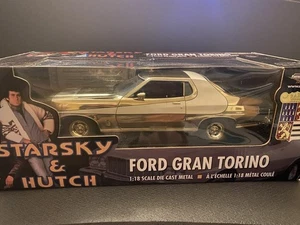 STARSKY
&
HUTCH
FORD GRAN TORINO
1:18 SCALE DIE CAST METAL À L'ÉCHELLE 1:18 MÉTAL COULÉ